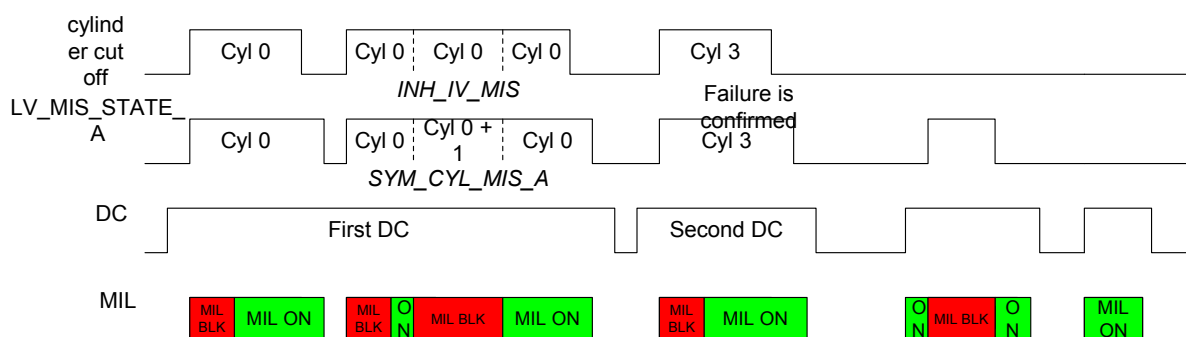 cylind
er cut
off
Cyl 0
Cyl 0
Cyl 0
Cyl 0
Cyl 3
INH_IV_MIS
LV_MIS_STATE_
A
Cyl 0
Cyl 0
Cyl 0 +
1
Cyl 0
Failure is
confirmed
Cyl 3
SYM_CYL_MIS_A
DC
First DC
Second DC
MIL
MIL
BLK
MIL ON
MIL
BLK
O
N
MIL BLK
MIL ON
MIL
BLK
MIL ON
O
N
MIL BLK
O
N
MIL
ON